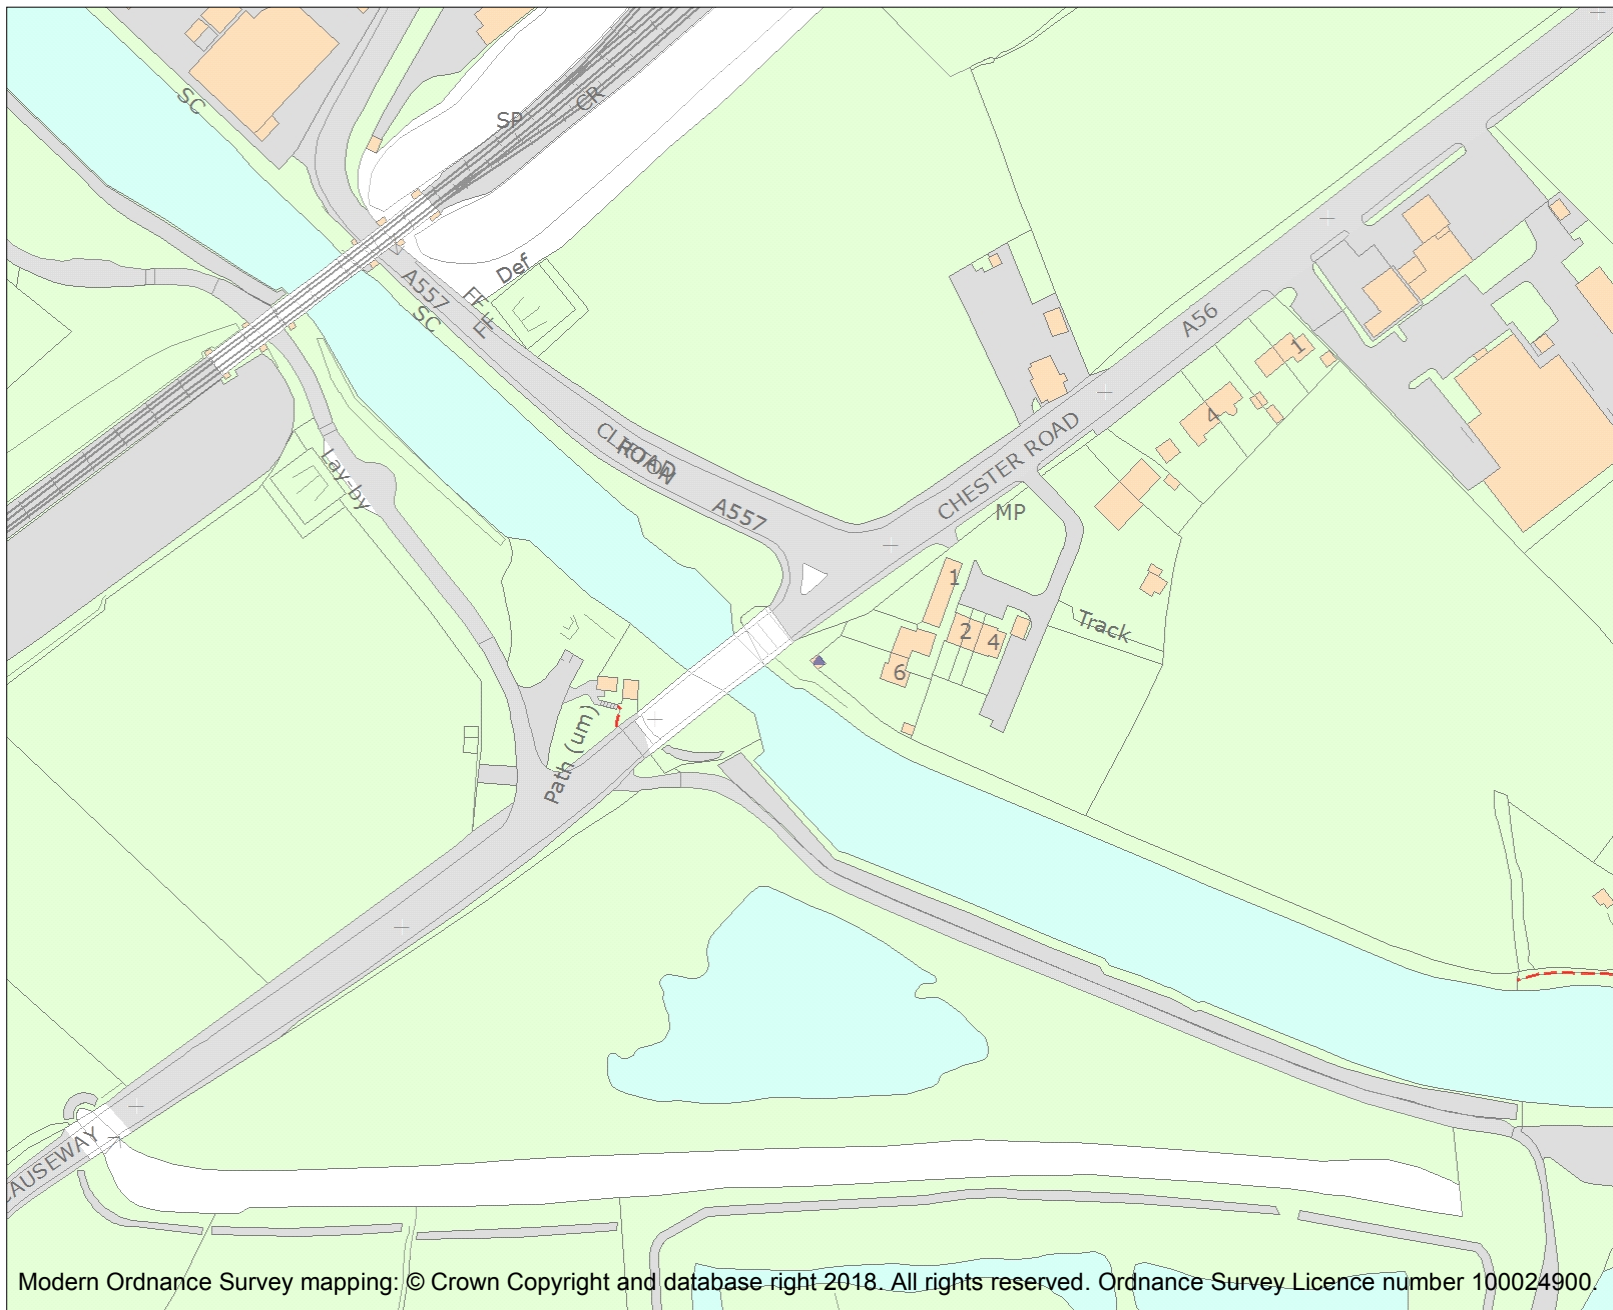 SC
SP
CR
Def
A557
SC
FF
FF
A56
1
4
CLIFTON
ROAD
A557
CHESTER ROAD
MP
Lay-by
1
2
4
6
Track
Path (um)
CAUSEWAY
Modern Ordnance Survey mapping: © Crown Copyright and database right 2018. All rights reserved. Ordnance Survey Licence number 100024900.